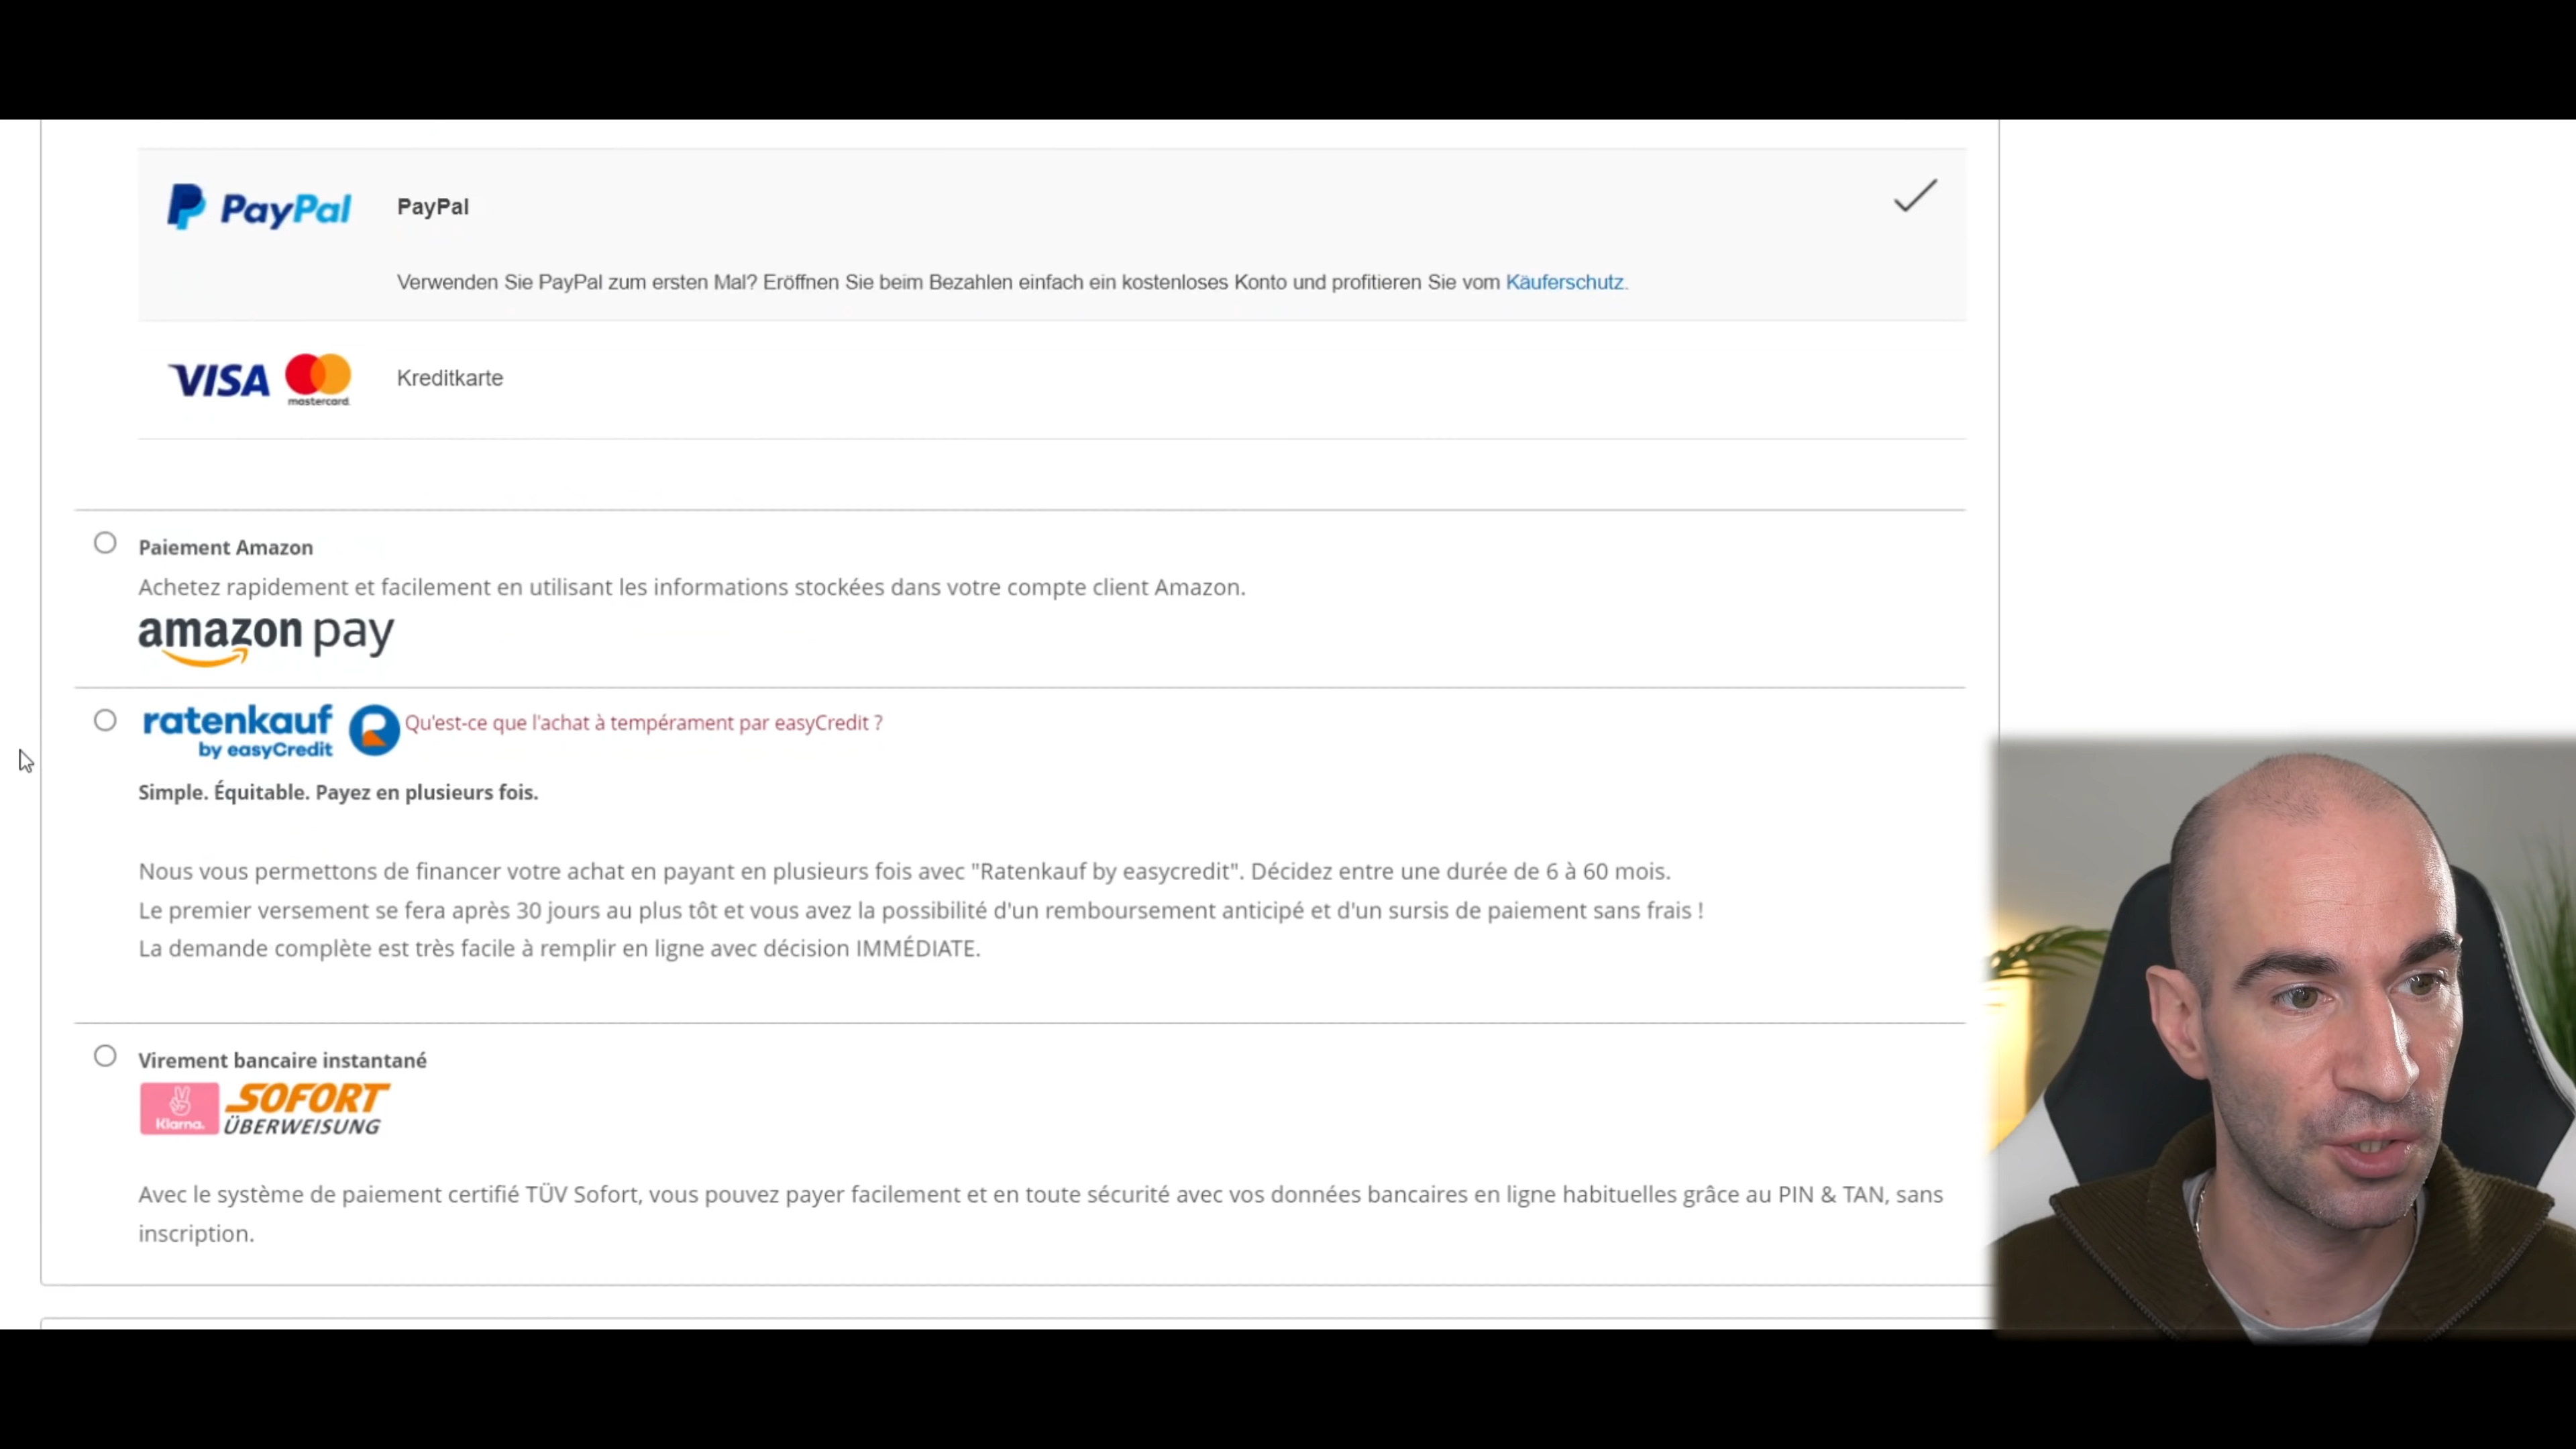 PayPal PayPal
Verwenden Sie PayPal zum ersten Mal? Eröffnen Sie beim Bezahlen einfach ein kostenloses Konto und profitieren Sie vom Käuferschutz.
VISA mastercard. Kreditkarte
Paiement Amazon
Achetez rapidement et facilement en utilisant les informations stockées dans votre compte client Amazon.
amazon pay
ratenkauf Qu'est-ce que l'achat à tempérament par easyCredit ?
by easyCredit
Simple. Équitable. Payez en plusieurs fois.
Nous vous permettons de financer votre achat en payant en plusieurs fois avec "Ratenkauf by easycredit". Décidez entre une durée de 6 à 60 mois.
Le premier versement se fera après 30 jours au plus tôt et vous avez la possibilité d'un remboursement anticipé et d'un sursis de paiement sans frais !
La demande complète est très facile à remplir en ligne avec décision IMMÉDIATE.
Virement bancaire instantané
Klarna. SOFORT
ÜBERWEISUNG
Avec le système de paiement certifié TÜV Sofort, vous pouvez payer facilement et en toute sécurité avec vos données bancaires en ligne habituelles grâce au PIN & TAN, sans
inscription.